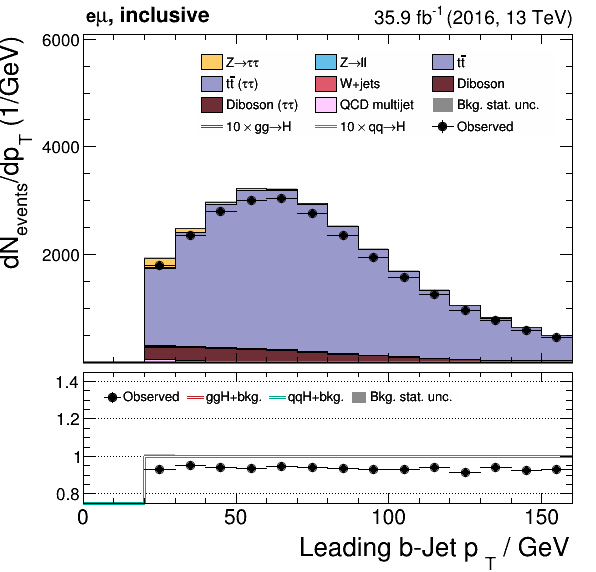 eμ, inclusive 35.9 fb⁻¹ (2016, 13 TeV)
dN_events/dp_T (1/GeV)
6000
4000
2000
Z→ττ Z→ll tt̄
tt̄ (ττ) W+jets Diboson
Diboson (ττ) QCD multijet Bkg. stat. unc.
10 × gg→H 10 × qq→H Observed
1.4
1.2
1
0.8
Observed ggH+bkg. qqH+bkg. Bkg. stat. unc.
0 50 100 150
Leading b-Jet p_T / GeV